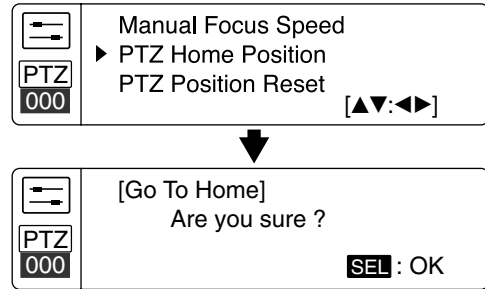 Manual Focus Speed
▶ PTZ Home Position
PTZ Position Reset
PTZ
000
[▲▼:◀▶]
[Go To Home]
Are you sure ?
PTZ
000
SEL : OK